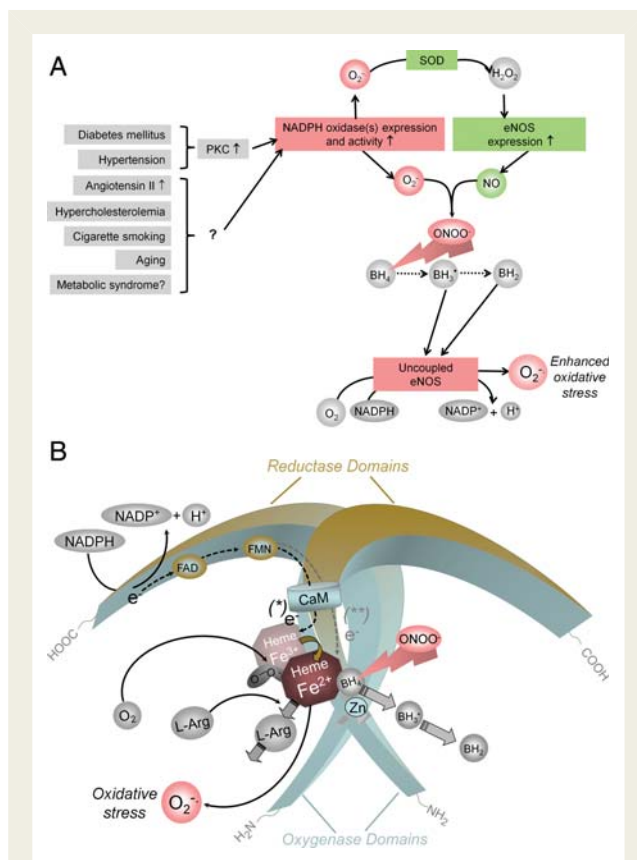 A
O₂⁻
SOD
H₂O₂
Diabetes mellitus
Hypertension
PKC ↑
NADPH oxidase(s) expression
and activity ↑
eNOS
expression ↑
Angiotensin II ↑
Hypercholesterolemia
Cigarette smoking
Aging
Metabolic syndrome?
?
O₂⁻
NO
ONOO⁻
BH₄
BH₃⁺
BH₂
Uncoupled
eNOS
O₂⁻
Enhanced
oxidative
stress
O₂
NADPH
NADP⁺ + H⁺
B
Reductase Domains
NADP⁺ + H⁺
NADPH
FAD
FMN
e⁻
CaM
(*)
e⁻
(**)
e⁻
HOOC
COOH
Heme
Fe³⁺
O
O
Heme
Fe²⁺
ONOO⁻
BH₄
Zn
BH₃⁺
BH₂
O₂
L-Arg
L-Arg
Oxidative
stress
O₂⁻·
H₂N
NH₂
Oxygenase Domains